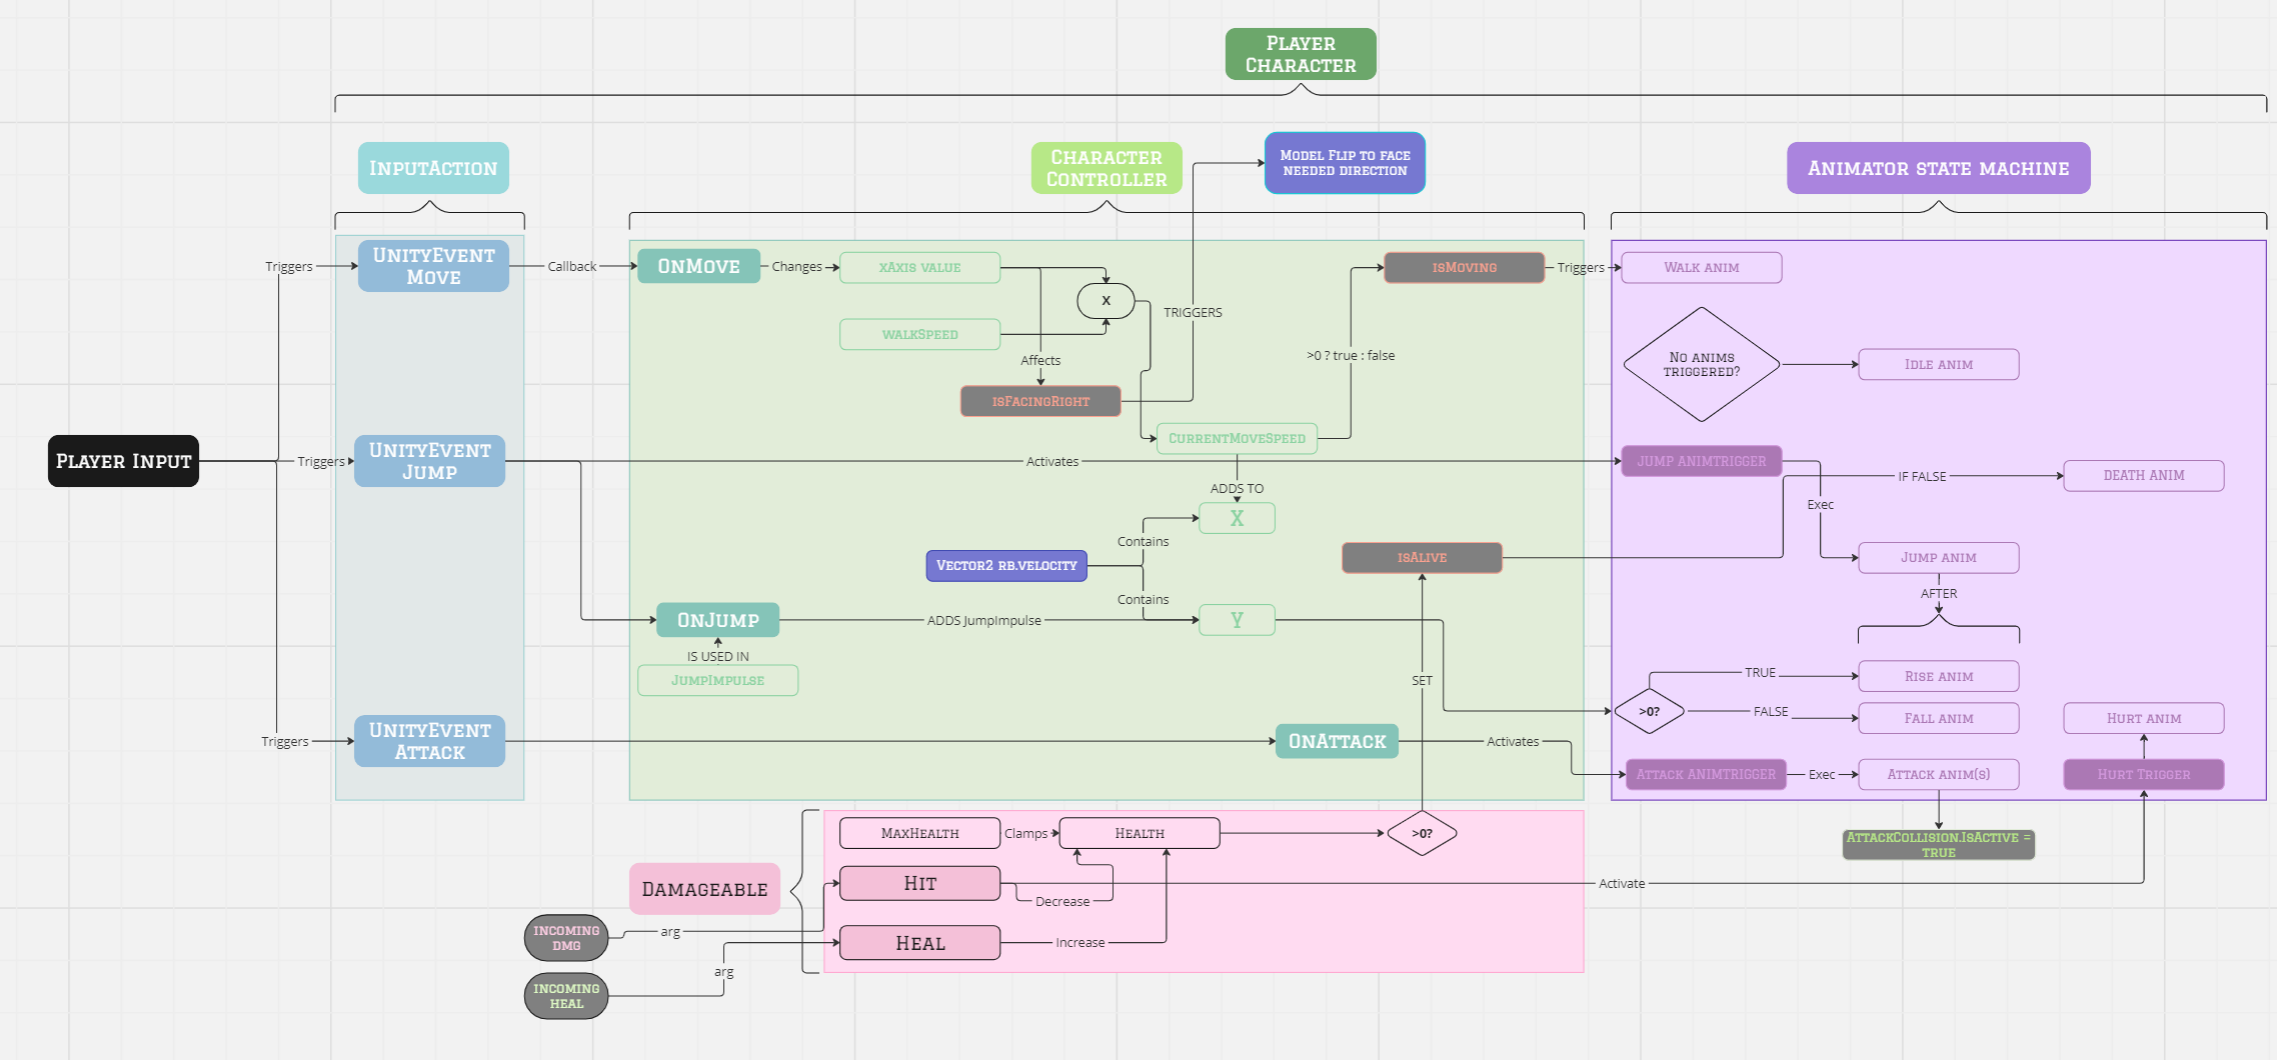 Player
Character
InputAction
Character
Controller
Model Flip to face
needed direction
Animator state machine
Triggers
UnityEvent
Move
Callback
OnMove
Changes
xAxis value
x
walkSpeed
Affects
isFacingRight
TRIGGERS
>0 ? true : false
isMoving
Triggers
Walk anim
No anims
triggered?
Idle anim
CurrentMoveSpeed
Player Input
Triggers
UnityEvent
Jump
Activates
JUMP ANIMTRIGGER
IF FALSE
DEATH ANIM
Exec
ADDS TO
X
Contains
Vector2 rb.velocity
Contains
isAlive
Jump anim
AFTER
OnJump
ADDS JumpImpulse
Y
IS USED IN
JumpImpulse
SET
TRUE
Rise anim
>0?
FALSE
Fall anim
Hurt anim
Triggers
UnityEvent
Attack
OnAttack
Activates
Attack ANIMTRIGGER
Exec
Attack anim(s)
Hurt Trigger
AttackCollision.IsActive =
true
Damageable
MaxHealth
Clamps
Health
>0?
Hit
Decrease
Activate
incoming
dmg
arg
Heal
Increase
arg
incoming
heal